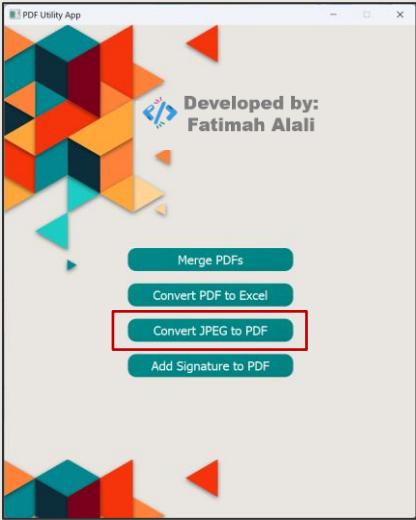 PDF Utility App
Developed by:
Fatimah Alali
Merge PDFs
Convert PDF to Excel
Convert JPEG to PDF
Add Signature to PDF